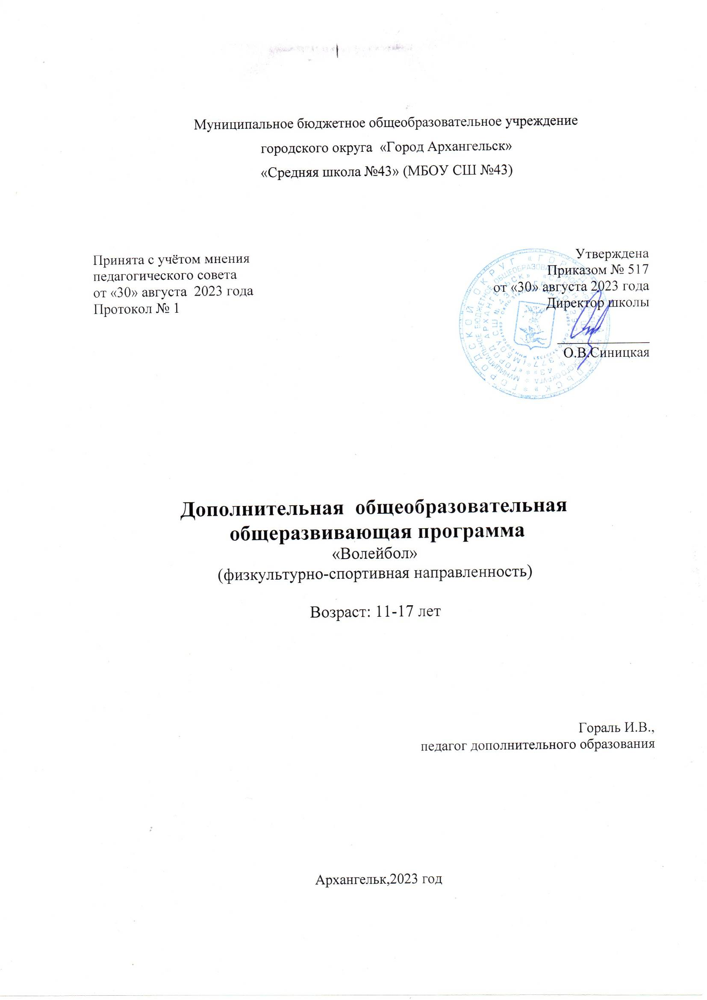 Муниципальное бюджетное общеобразовательное учреждение
городского округа «Город Архангельск»
«Средняя школа №43» (МБОУ СШ №43)
Принята с учётом мнения
педагогического совета
от «30» августа 2023 года
Протокол № 1
Утверждена
Приказом № 517
от «30» августа 2023 года
Директор школы
О.В.Синицкая
Дополнительная общеобразовательная
общеразвивающая программа
«Волейбол»
(физкультурно-спортивная направленность)
Возраст: 11-17 лет
Гораль И.В.,
педагог дополнительного образования
Архангельк,2023 год